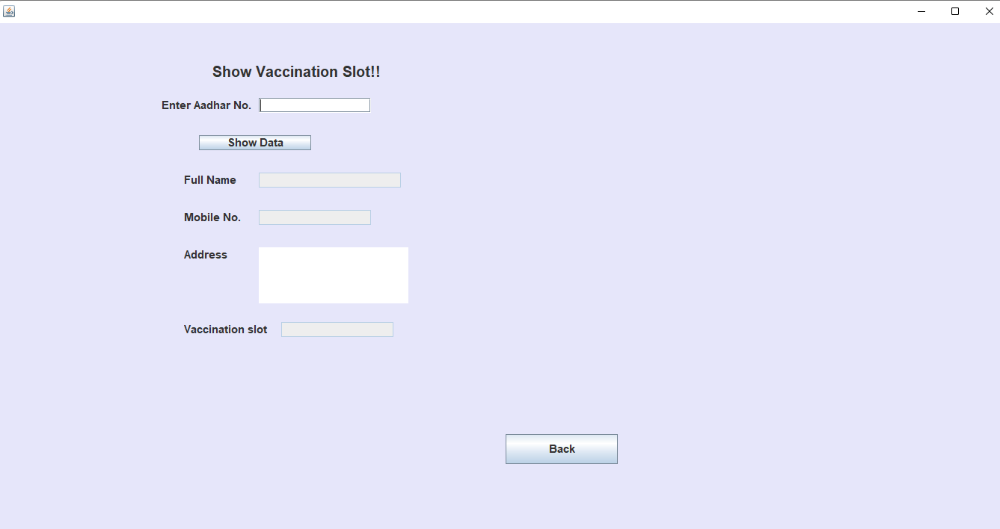 Show Vaccination Slot!!
Enter Aadhar No.
Show Data
Full Name
Mobile No.
Address
Vaccination slot
Back